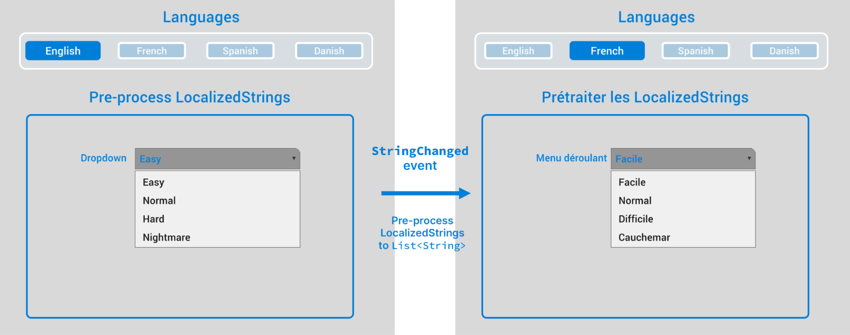 Languages
English
French
Spanish
Danish
Pre-process LocalizedStrings
Dropdown
Easy
Easy
Normal
Hard
Nightmare
StringChanged
event
Pre-process
LocalizedStrings
to List<String>
Languages
English
French
Spanish
Danish
Prétraiter les LocalizedStrings
Menu déroulant
Facile
Facile
Normal
Difficile
Cauchemar